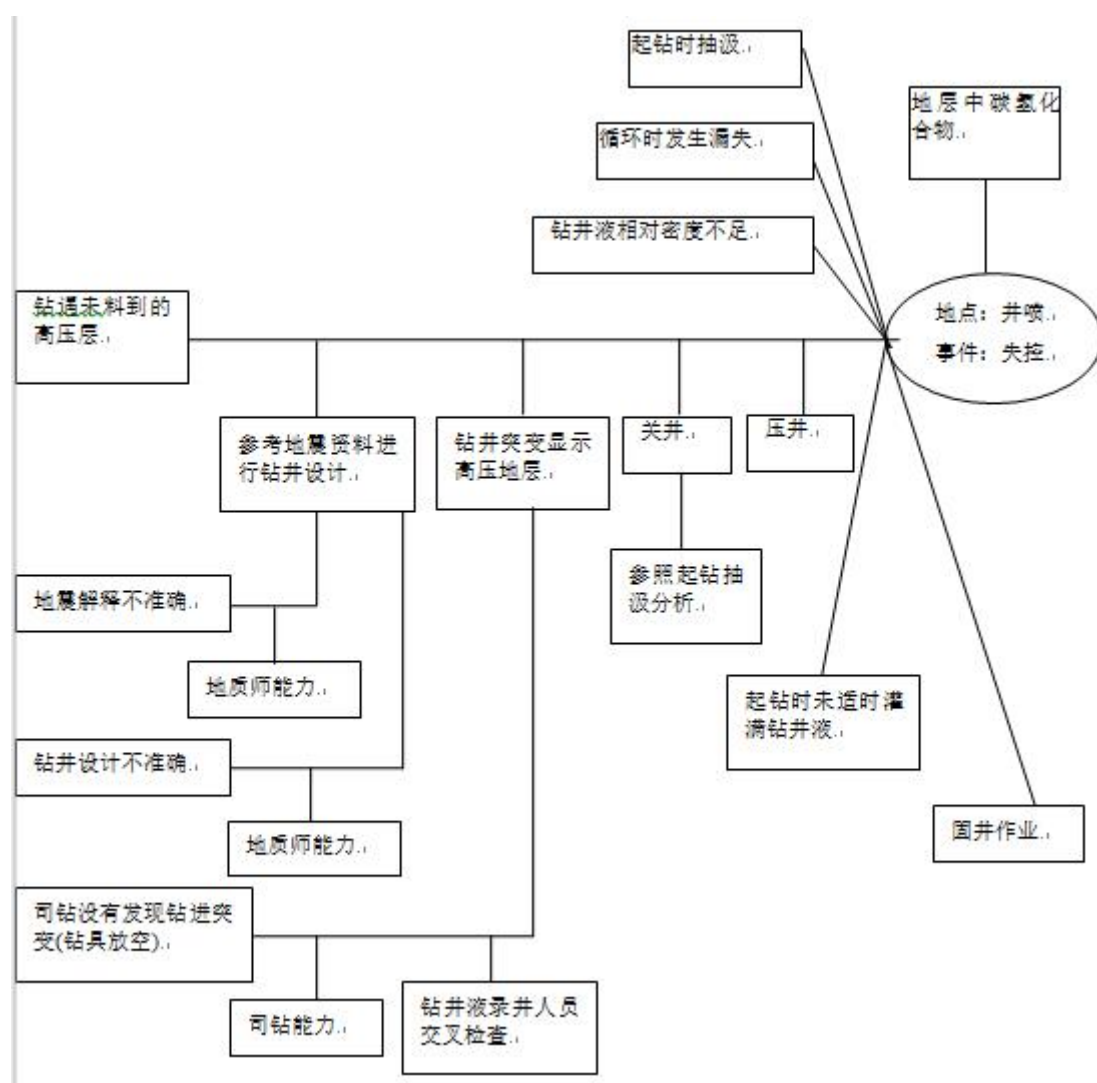 起钻时抽汲.
地层中碳氢化
合物.
循环时发生漏失.
钻井液相对密度不足.
钻遇未料到的
高压层.
地点：井喷.
事件：失控.
参考地震资料进
行钻井设计.
钻井突变显示
高压地层.
关井.
压井.
参照起钻抽
汲分析.
地震解释不准确.
地质师能力.
起钻时未适时灌
满钻井液.
钻井设计不准确.
地质师能力.
固井作业.
司钻没有发现钻进突
变(钻具放空).
司钻能力.
钻井液录井人员
交叉检查.